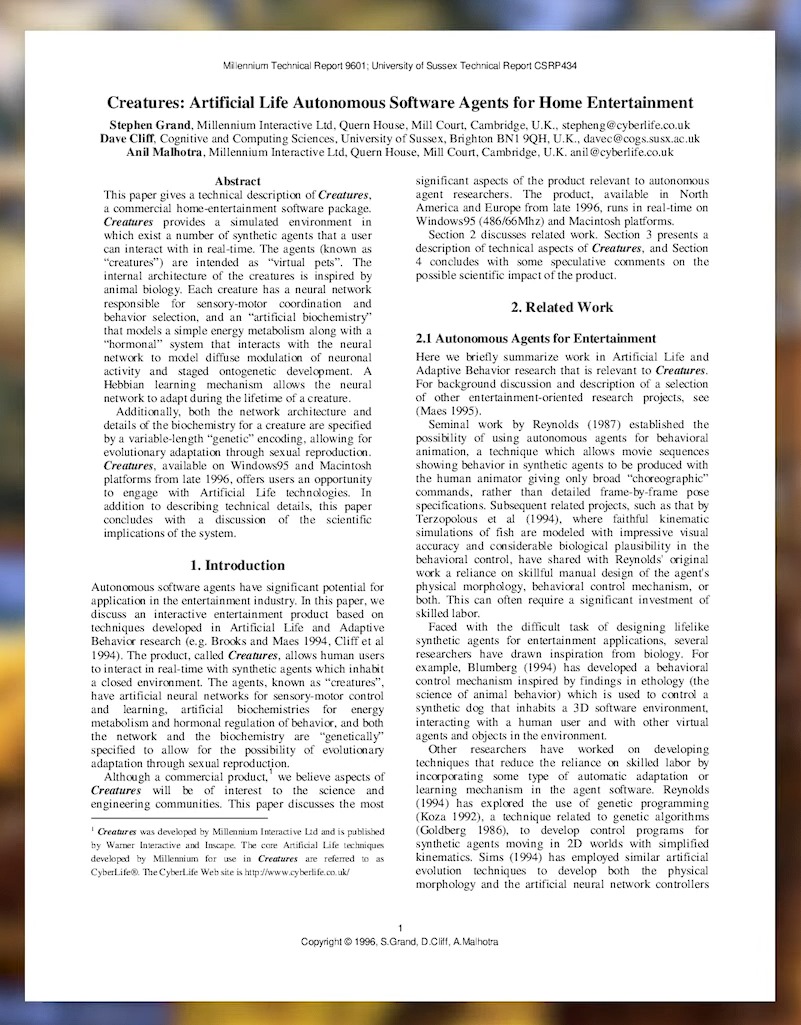 Millennium Technical Report 9601; University of Sussex Technical Report CSRP434
Creatures: Artificial Life Autonomous Software Agents for Home Entertainment
Stephen Grand, Millennium Interactive Ltd, Quern House, Mill Court, Cambridge, U.K., stepheng@cyberlife.co.uk
Dave Cliff, Cognitive and Computing Sciences, University of Sussex, Brighton BN1 9QH, U.K., davec@cogs.susx.ac.uk
Anil Malhotra, Millennium Interactive Ltd, Quern House, Mill Court, Cambridge, U.K. anil@cyberlife.co.uk
Abstract
This paper gives a technical description of Creatures,
a commercial home-entertainment software package.
Creatures provides a simulated environment in
which exist a number of synthetic agents that a user
can interact with in real-time. The agents (known as
“creatures”) are intended as “virtual pets”. The
internal architecture of the creatures is inspired by
animal biology. Each creature has a neural network
responsible for sensory-motor coordination and
behavior selection, and an “artificial biochemistry”
that models a simple energy metabolism along with a
“hormonal” system that interacts with the neural
network to model diffuse modulation of neuronal
activity and staged ontogenetic development. A
Hebbian learning mechanism allows the neural
network to adapt during the lifetime of a creature.
Additionally, both the network architecture and
details of the biochemistry for a creature are specified
by a variable-length “genetic” encoding, allowing for
evolutionary adaptation through sexual reproduction.
Creatures, available on Windows95 and Macintosh
platforms from late 1996, offers users an opportunity
to engage with Artificial Life technologies. In
addition to describing technical details, this paper
concludes with a discussion of the scientific
implications of the system.
1. Introduction
Autonomous software agents have significant potential for
application in the entertainment industry. In this paper, we
discuss an interactive entertainment product based on
techniques developed in Artificial Life and Adaptive
Behavior research (e.g. Brooks and Maes 1994, Cliff et al
1994). The product, called Creatures, allows human users
to interact in real-time with synthetic agents which inhabit
a closed environment. The agents, known as “creatures”,
have artificial neural networks for sensory-motor control
and learning, artificial biochemistries for energy
metabolism and hormonal regulation of behavior, and both
the network and the biochemistry are “genetically”
specified to allow for the possibility of evolutionary
adaptation through sexual reproduction.
Although a commercial product,1 we believe aspects of
Creatures will be of interest to the science and
engineering communities. This paper discusses the most
1 Creatures was developed by Millennium Interactive Ltd and is published
by Warner Interactive and Inscape. The core Artificial Life techniques
developed by Millennium for use in Creatures are referred to as
CyberLife®. The CyberLife Web site is http://www.cyberlife.co.uk/
significant aspects of the product relevant to autonomous
agent researchers. The product, available in North
America and Europe from late 1996, runs in real-time on
Windows95 (486/66Mhz) and Macintosh platforms.
Section 2 discusses related work. Section 3 presents a
description of technical aspects of Creatures, and Section
4 concludes with some speculative comments on the
possible scientific impact of the product.
2. Related Work
2.1 Autonomous Agents for Entertainment
Here we briefly summarize work in Artificial Life and
Adaptive Behavior research that is relevant to Creatures.
For background discussion and description of a selection
of other entertainment-oriented research projects, see
(Maes 1995).
Seminal work by Reynolds (1987) established the
possibility of using autonomous agents for behavioral
animation, a technique which allows movie sequences
showing behavior in synthetic agents to be produced with
the human animator giving only broad “choreographic”
commands, rather than detailed frame-by-frame pose
specifications. Subsequent related projects, such as that by
Terzopolous et al (1994), where faithful kinematic
simulations of fish are modeled with impressive visual
accuracy and considerable biological plausibility in the
behavioral control, have shared with Reynolds' original
work a reliance on skillful manual design of the agent's
physical morphology, behavioral control mechanism, or
both. This can often require a significant investment of
skilled labor.
Faced with the difficult task of designing lifelike
synthetic agents for entertainment applications, several
researchers have drawn inspiration from biology. For
example, Blumberg (1994) has developed a behavioral
control mechanism inspired by findings in ethology (the
science of animal behavior) which is used to control a
synthetic dog that inhabits a 3D software environment,
interacting with a human user and with other virtual
agents and objects in the environment.
Other researchers have worked on developing
techniques that reduce the reliance on skilled labor by
incorporating some type of automatic adaptation or
learning mechanism in the agent software. Reynolds
(1994) has explored the use of genetic programming
(Koza 1992), a technique related to genetic algorithms
(Goldberg 1986), to develop control programs for
synthetic agents moving in 2D worlds with simplified
kinematics. Sims (1994) has employed similar artificial
evolution techniques to develop both the physical
morphology and the artificial neural network controllers
1
Copyright © 1996, S.Grand, D.Cliff, A.Malhotra